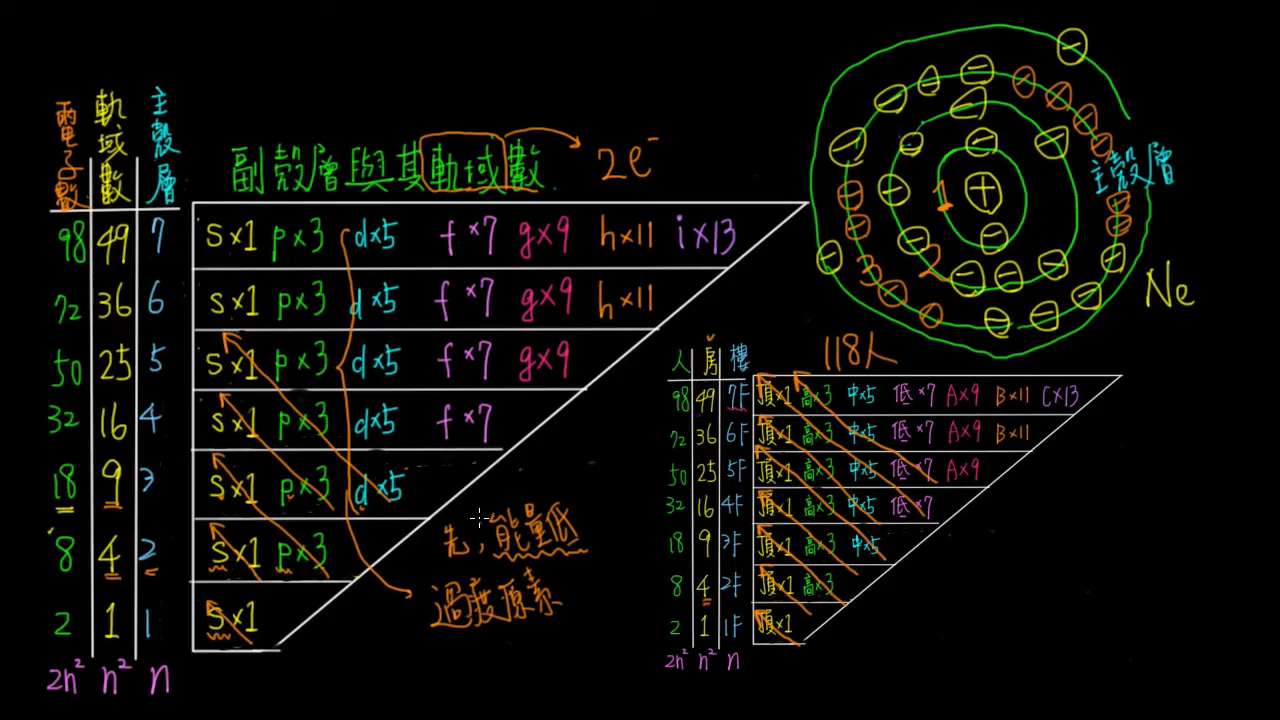 副殼層與其軌域數 2e⁻
電子數 軌域數 主殼層
98 49 7 s×1 p×3 d×5 f×7 g×9 h×11 i×13
72 36 6 s×1 p×3 d×5 f×7 g×9 h×11
50 25 5 s×1 p×3 d×5 f×7 g×9
32 16 4 s×1 p×3 d×5 f×7
18 9 3 s×1 p×3 d×5
8 4 2 s×1 p×3
2 1 1 s×1
2n² n² n
先,能量低
過度原素
主殼層
1
2
3
Ne
118人
人 房 樓
98 49 7F 頂×1 高×3 中×5 低×7 A×9 B×11 C×13
72 36 6F 頂×1 高×3 中×5 低×7 A×9 B×11
50 25 5F 頂×1 高×3 中×5 低×7 A×9
32 16 4F 頂×1 高×3 中×5 低×7
18 9 3F 頂×1 高×3 中×5
8 4 2F 頂×1 高×3
2 1 1F 頂×1
2n² n² n